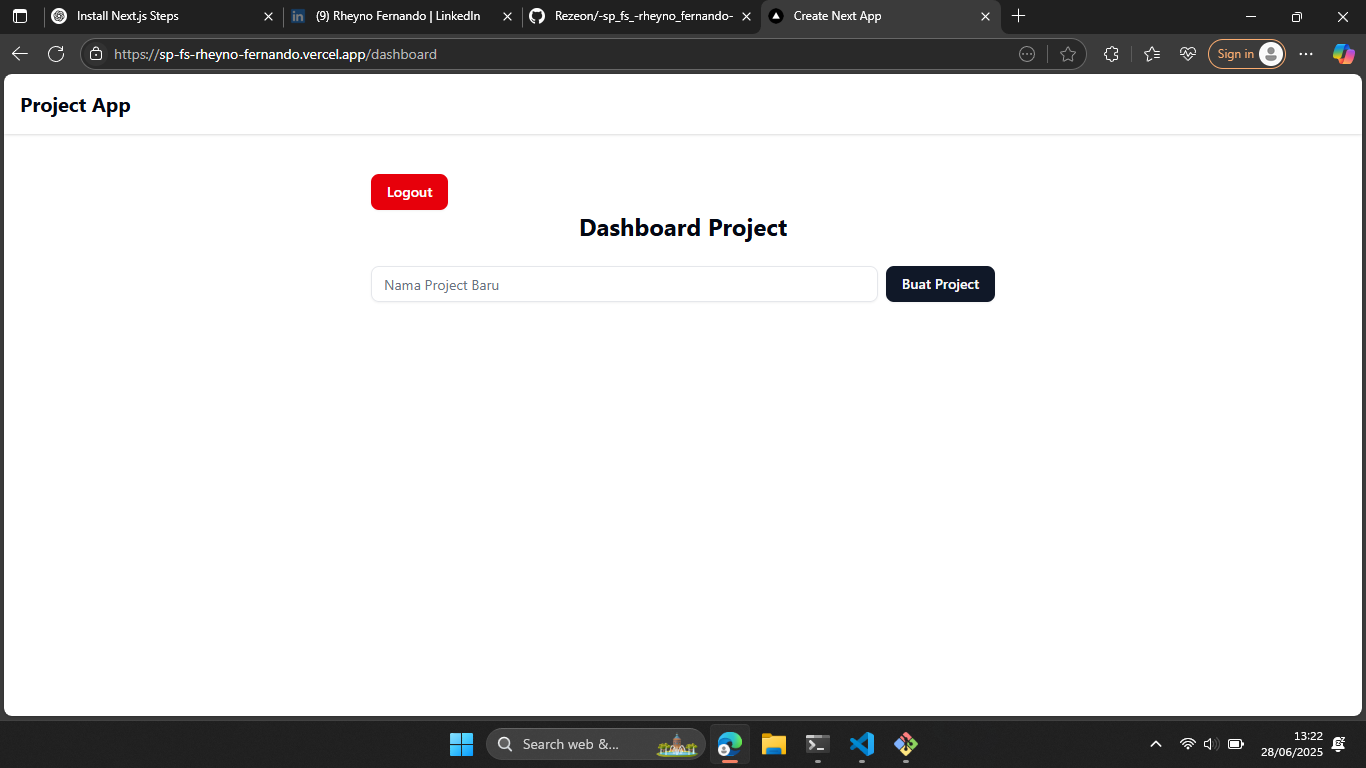 Install Next.js Steps
(9) Rheyno Fernando | LinkedIn
Rezeon/-sp_fs_-rheyno_fernando-
Create Next App
https://sp-fs-rheyno-fernando.vercel.app/dashboard
Sign in
Project App
Logout
Dashboard Project
Nama Project Baru
Buat Project
Search web &...
13:22
28/06/2025